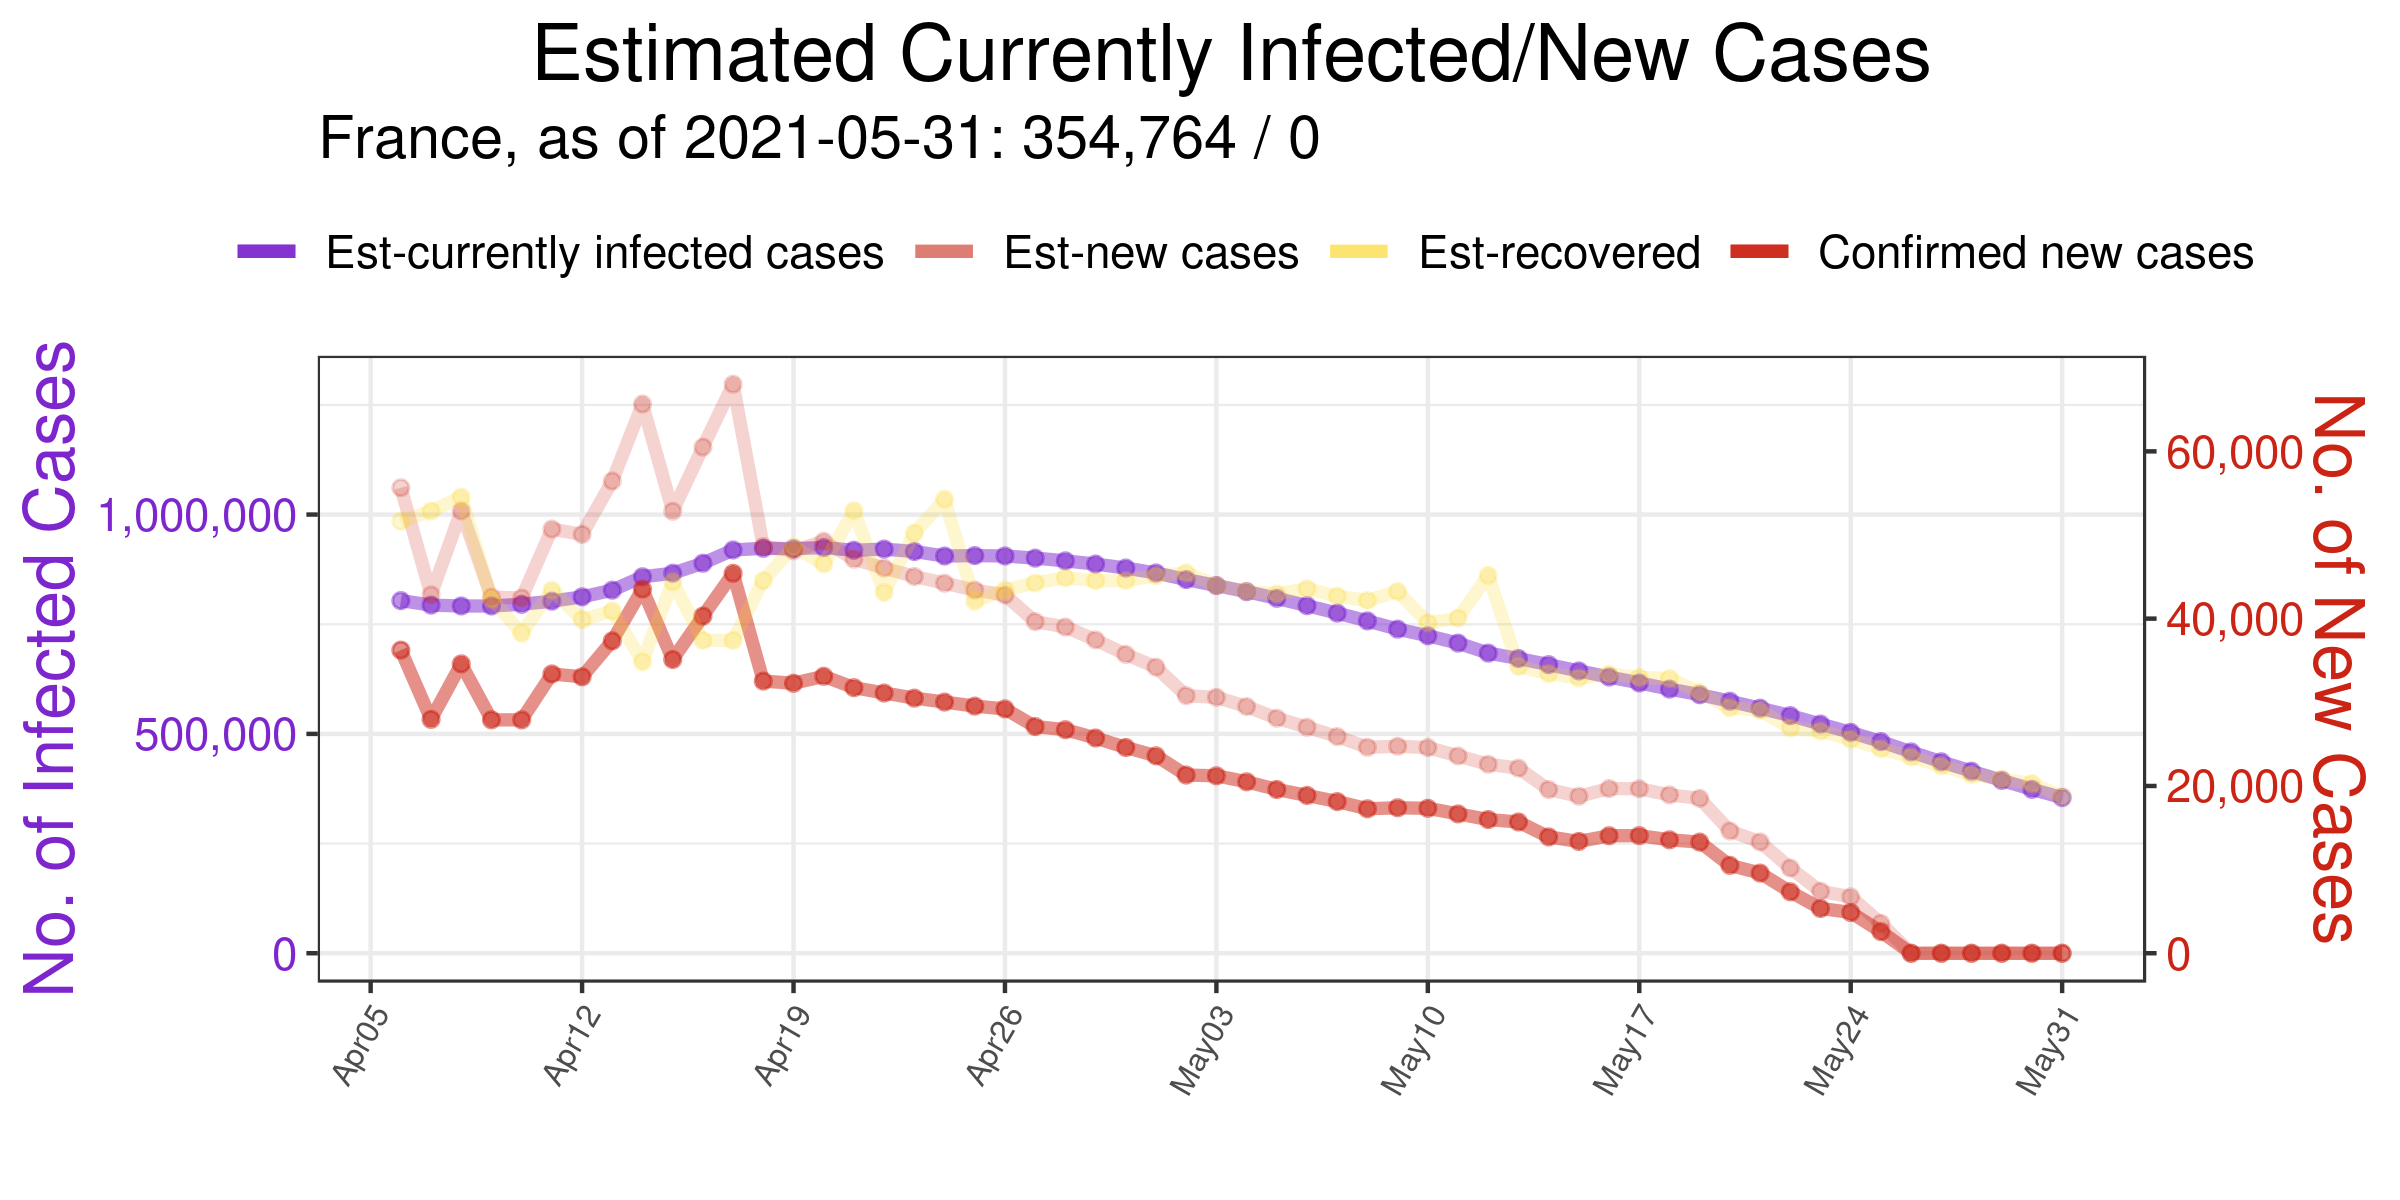 Estimated Currently Infected/New Cases
France, as of 2021-05-31: 354,764 / 0
Est-currently infected cases Est-new cases Est-recovered Confirmed new cases
No. of Infected Cases
1,000,000
500,000
0
60,000
40,000
20,000
0
No. of New Cases
Apr05 Apr12 Apr19 Apr26 May03 May10 May17 May24 May31